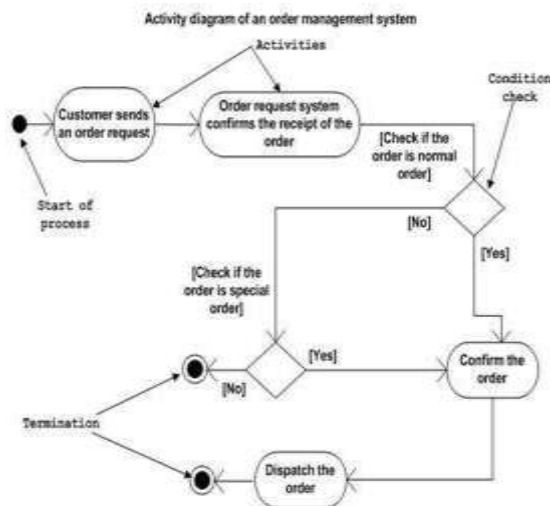 Activity diagram of an order management system
Activities
Customer sends
an order request
Order request system
confirms the receipt of the
order
Condition
check
[Check if the
order is normal
order]
Start of
process
[No]
[Yes]
[Check if the
order is special
order]
[Yes]
[No]
Confirm the
order
Termination
Dispatch the
order